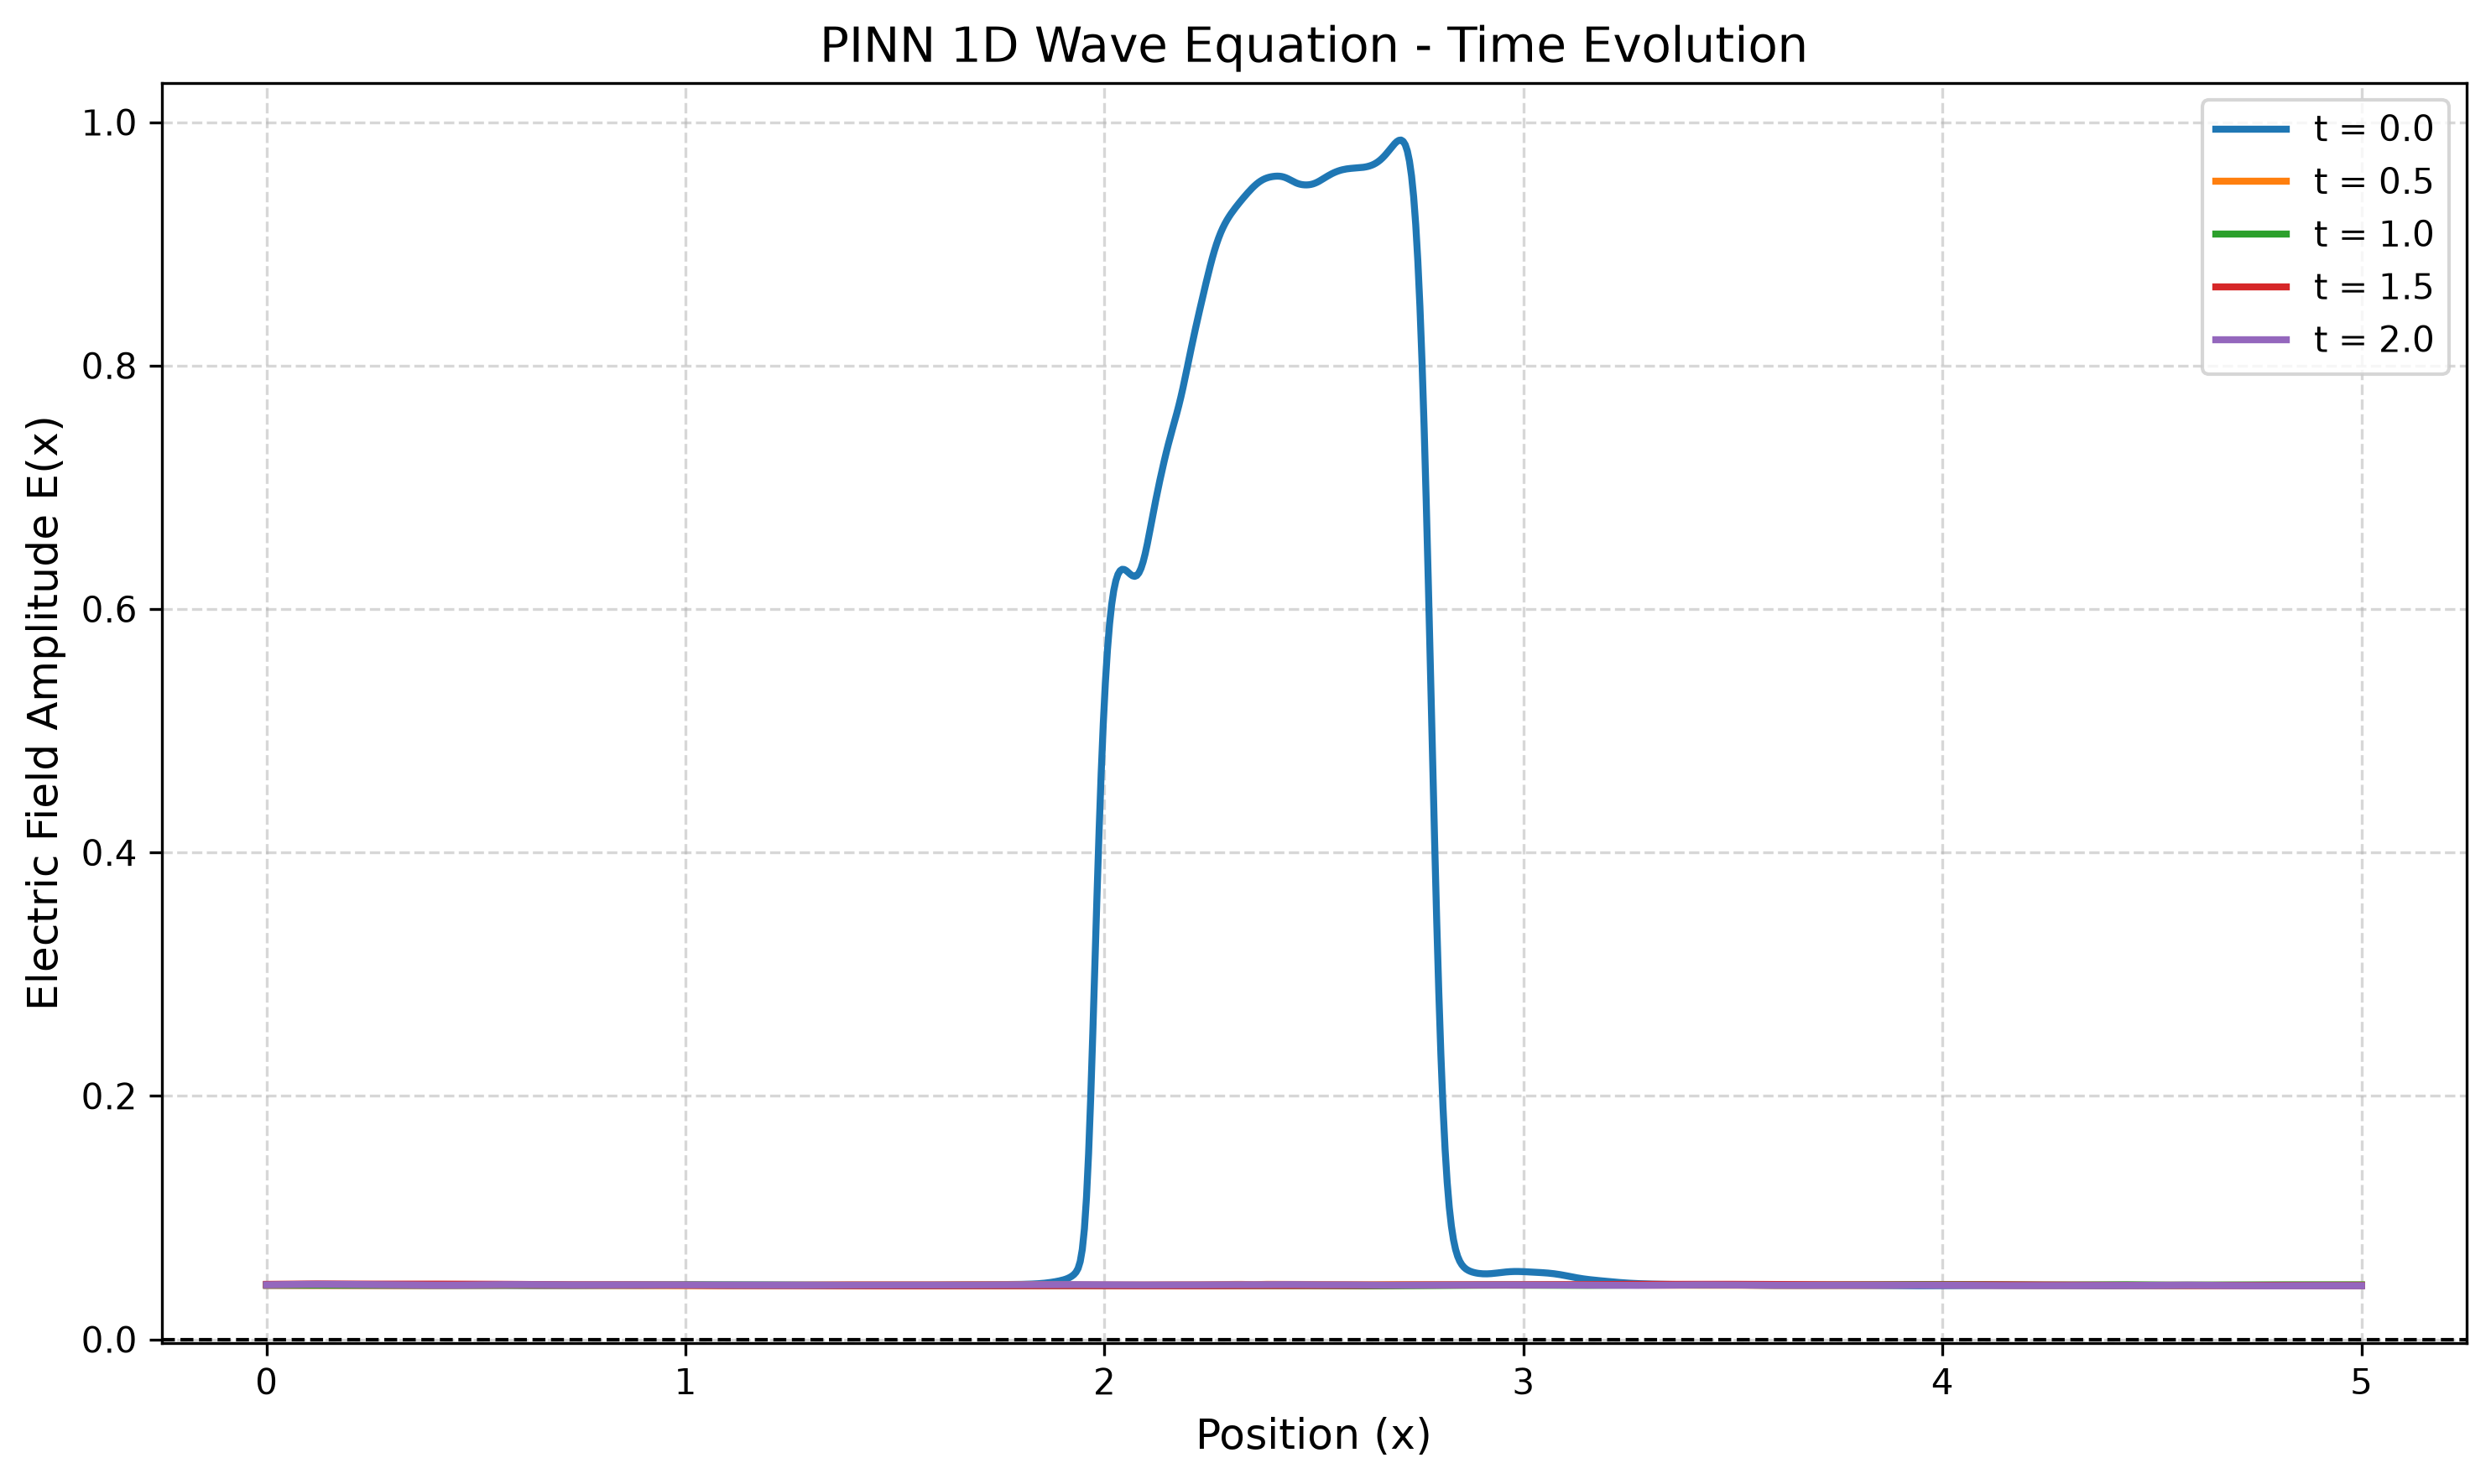 PINN 1D Wave Equation - Time Evolution
1.0
0.8
0.6
0.4
0.2
0.0
Electric Field Amplitude E(x)
t = 0.0
t = 0.5
t = 1.0
t = 1.5
t = 2.0
0 1 2 3 4 5
Position (x)